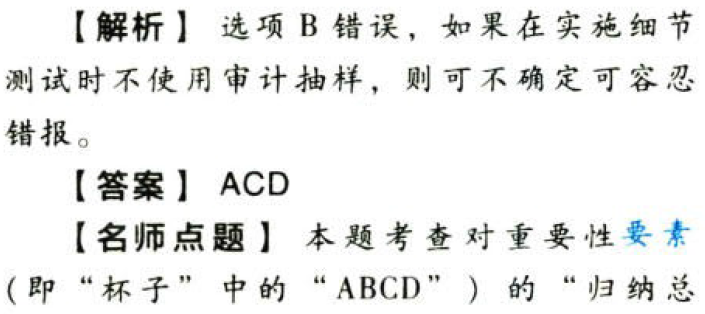 【解析】 选项 B 错误，如果在实施细节
测试时不使用审计抽样，则可不确定可容忍
错报。
【答案】 ACD
【名师点题】 本题考查对重要性要素
(即“杯子”中的“ABCD”)的“归纳总